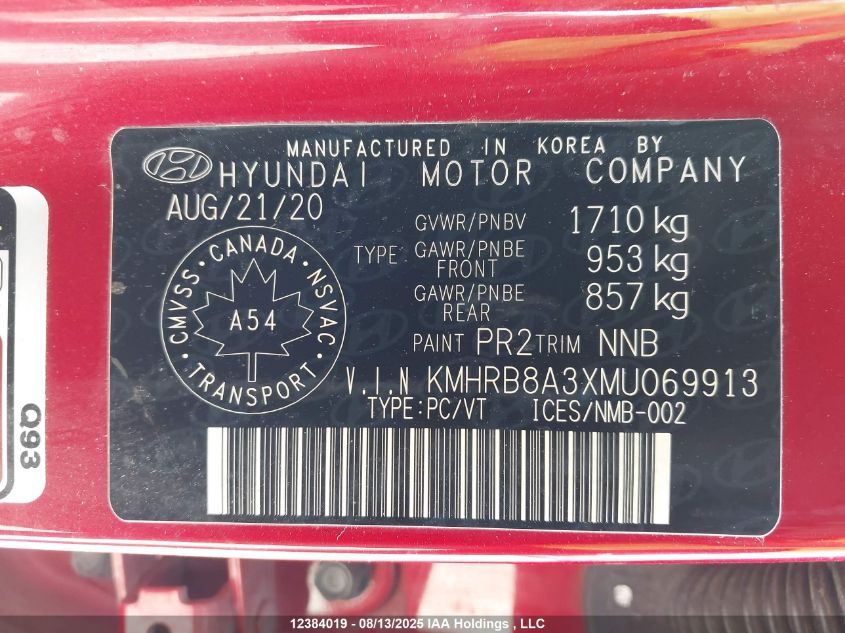 MANUFACTURED IN KOREA BY
HYUNDAI MOTOR COMPANY
AUG/21/20
GVWR/PNBV 1710 kg
TYPE: GAWR/PNBE FRONT 953 kg
GAWR/PNBE REAR 857 kg
CMVSS · CANADA · NSVAC · TRANSPORT ·
A54
PAINT PR2 TRIM NNB
V.I.N KMHRB8A3XMU069913
TYPE:PC/VT ICES/NMB-002
Q93
12384019 - 08/13/2025 IAA Holdings , LLC